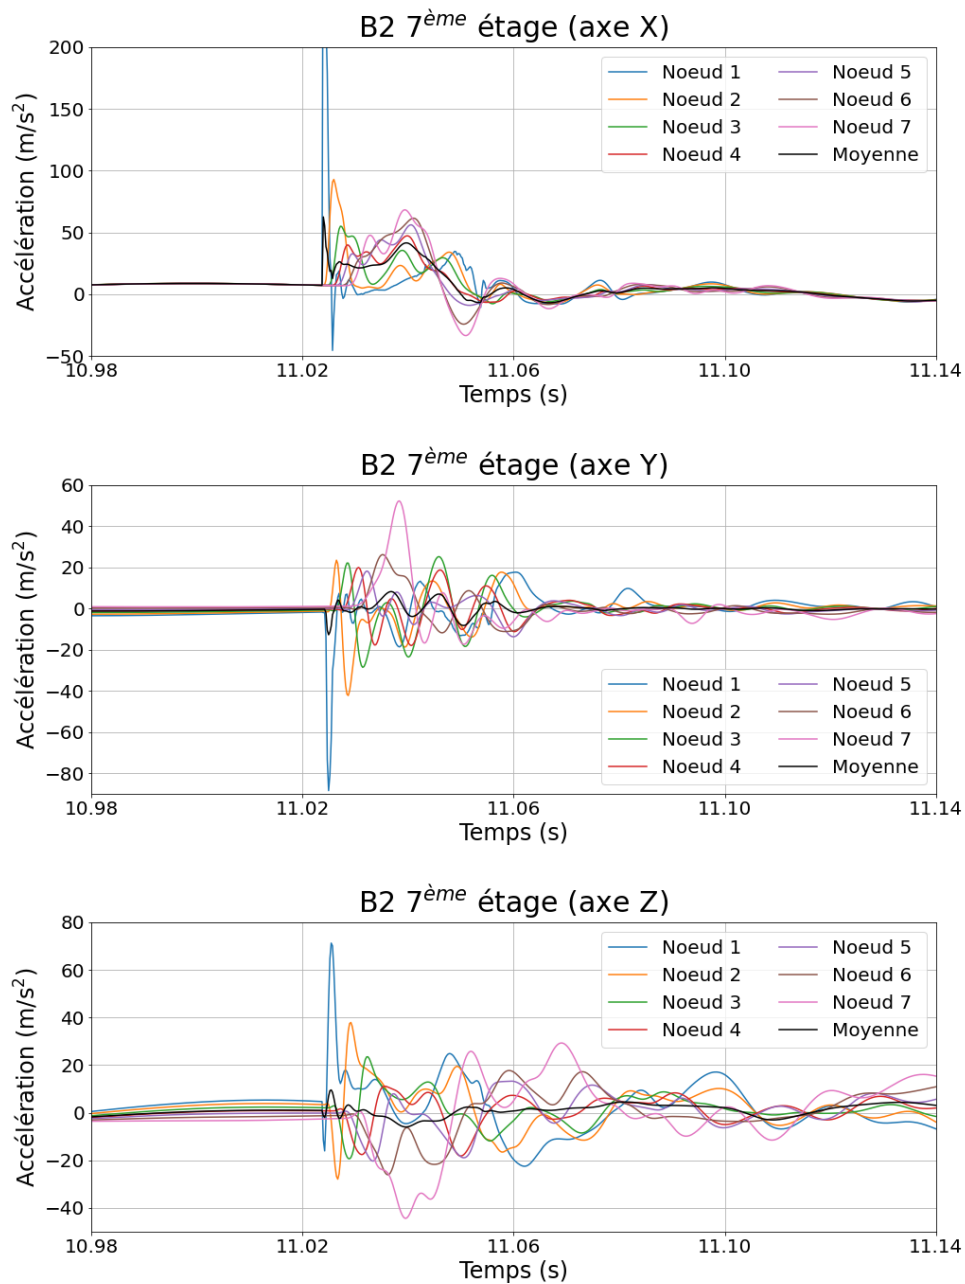 B2 7ème étage (axe X)
200
150
100
50
0
−50
Accélération (m/s²)
Noeud 1
Noeud 2
Noeud 3
Noeud 4
Noeud 5
Noeud 6
Noeud 7
Moyenne
10.98 11.02 11.06 11.10 11.14
Temps (s)
B2 7ème étage (axe Y)
60
40
20
0
−20
−40
−60
−80
Accélération (m/s²)
Noeud 1
Noeud 2
Noeud 3
Noeud 4
Noeud 5
Noeud 6
Noeud 7
Moyenne
10.98 11.02 11.06 11.10 11.14
Temps (s)
B2 7ème étage (axe Z)
80
60
40
20
0
−20
−40
Accélération (m/s²)
Noeud 1
Noeud 2
Noeud 3
Noeud 4
Noeud 5
Noeud 6
Noeud 7
Moyenne
10.98 11.02 11.06 11.10 11.14
Temps (s)